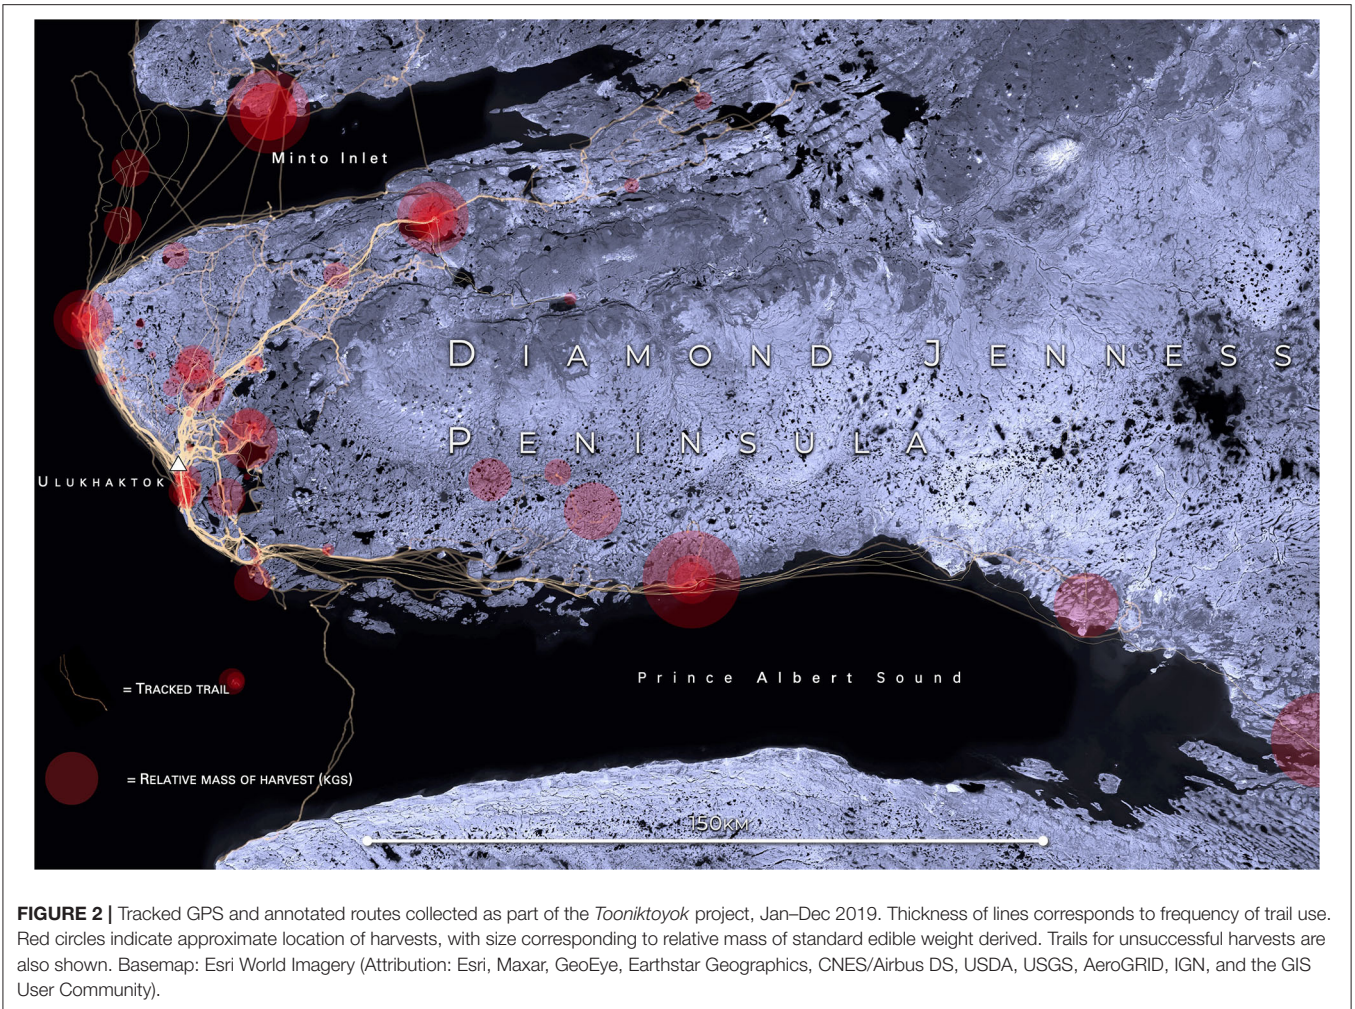 Minto Inlet
DIAMOND JENNESS
PENINSULA
ULUKHAKTOK
Prince Albert Sound
= TRACKED TRAIL
= RELATIVE MASS OF HARVEST (KGS)
150KM
FIGURE 2 | Tracked GPS and annotated routes collected as part of the Tooniktoyok project, Jan–Dec 2019. Thickness of lines corresponds to frequency of trail use.
Red circles indicate approximate location of harvests, with size corresponding to relative mass of standard edible weight derived. Trails for unsuccessful harvests are
also shown. Basemap: Esri World Imagery (Attribution: Esri, Maxar, GeoEye, Earthstar Geographics, CNES/Airbus DS, USDA, USGS, AeroGRID, IGN, and the GIS
User Community).